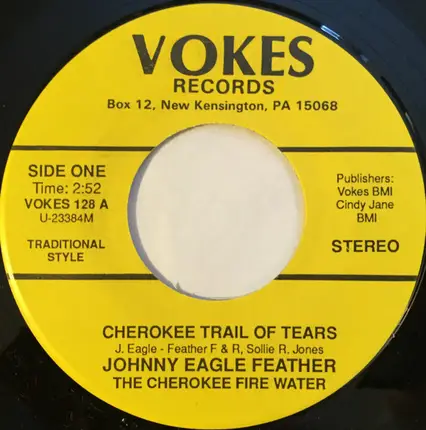 VOKES
RECORDS
Box 12, New Kensington, PA 15068
SIDE ONE
Time: 2:52
VOKES 128 A
U-23384M
TRADITIONAL
STYLE
Publishers:
Vokes BMI
Cindy Jane
BMI
STEREO
CHEROKEE TRAIL OF TEARS
J. Eagle - Feather F & R, Sollie R. Jones
JOHNNY EAGLE FEATHER
THE CHEROKEE FIRE WATER